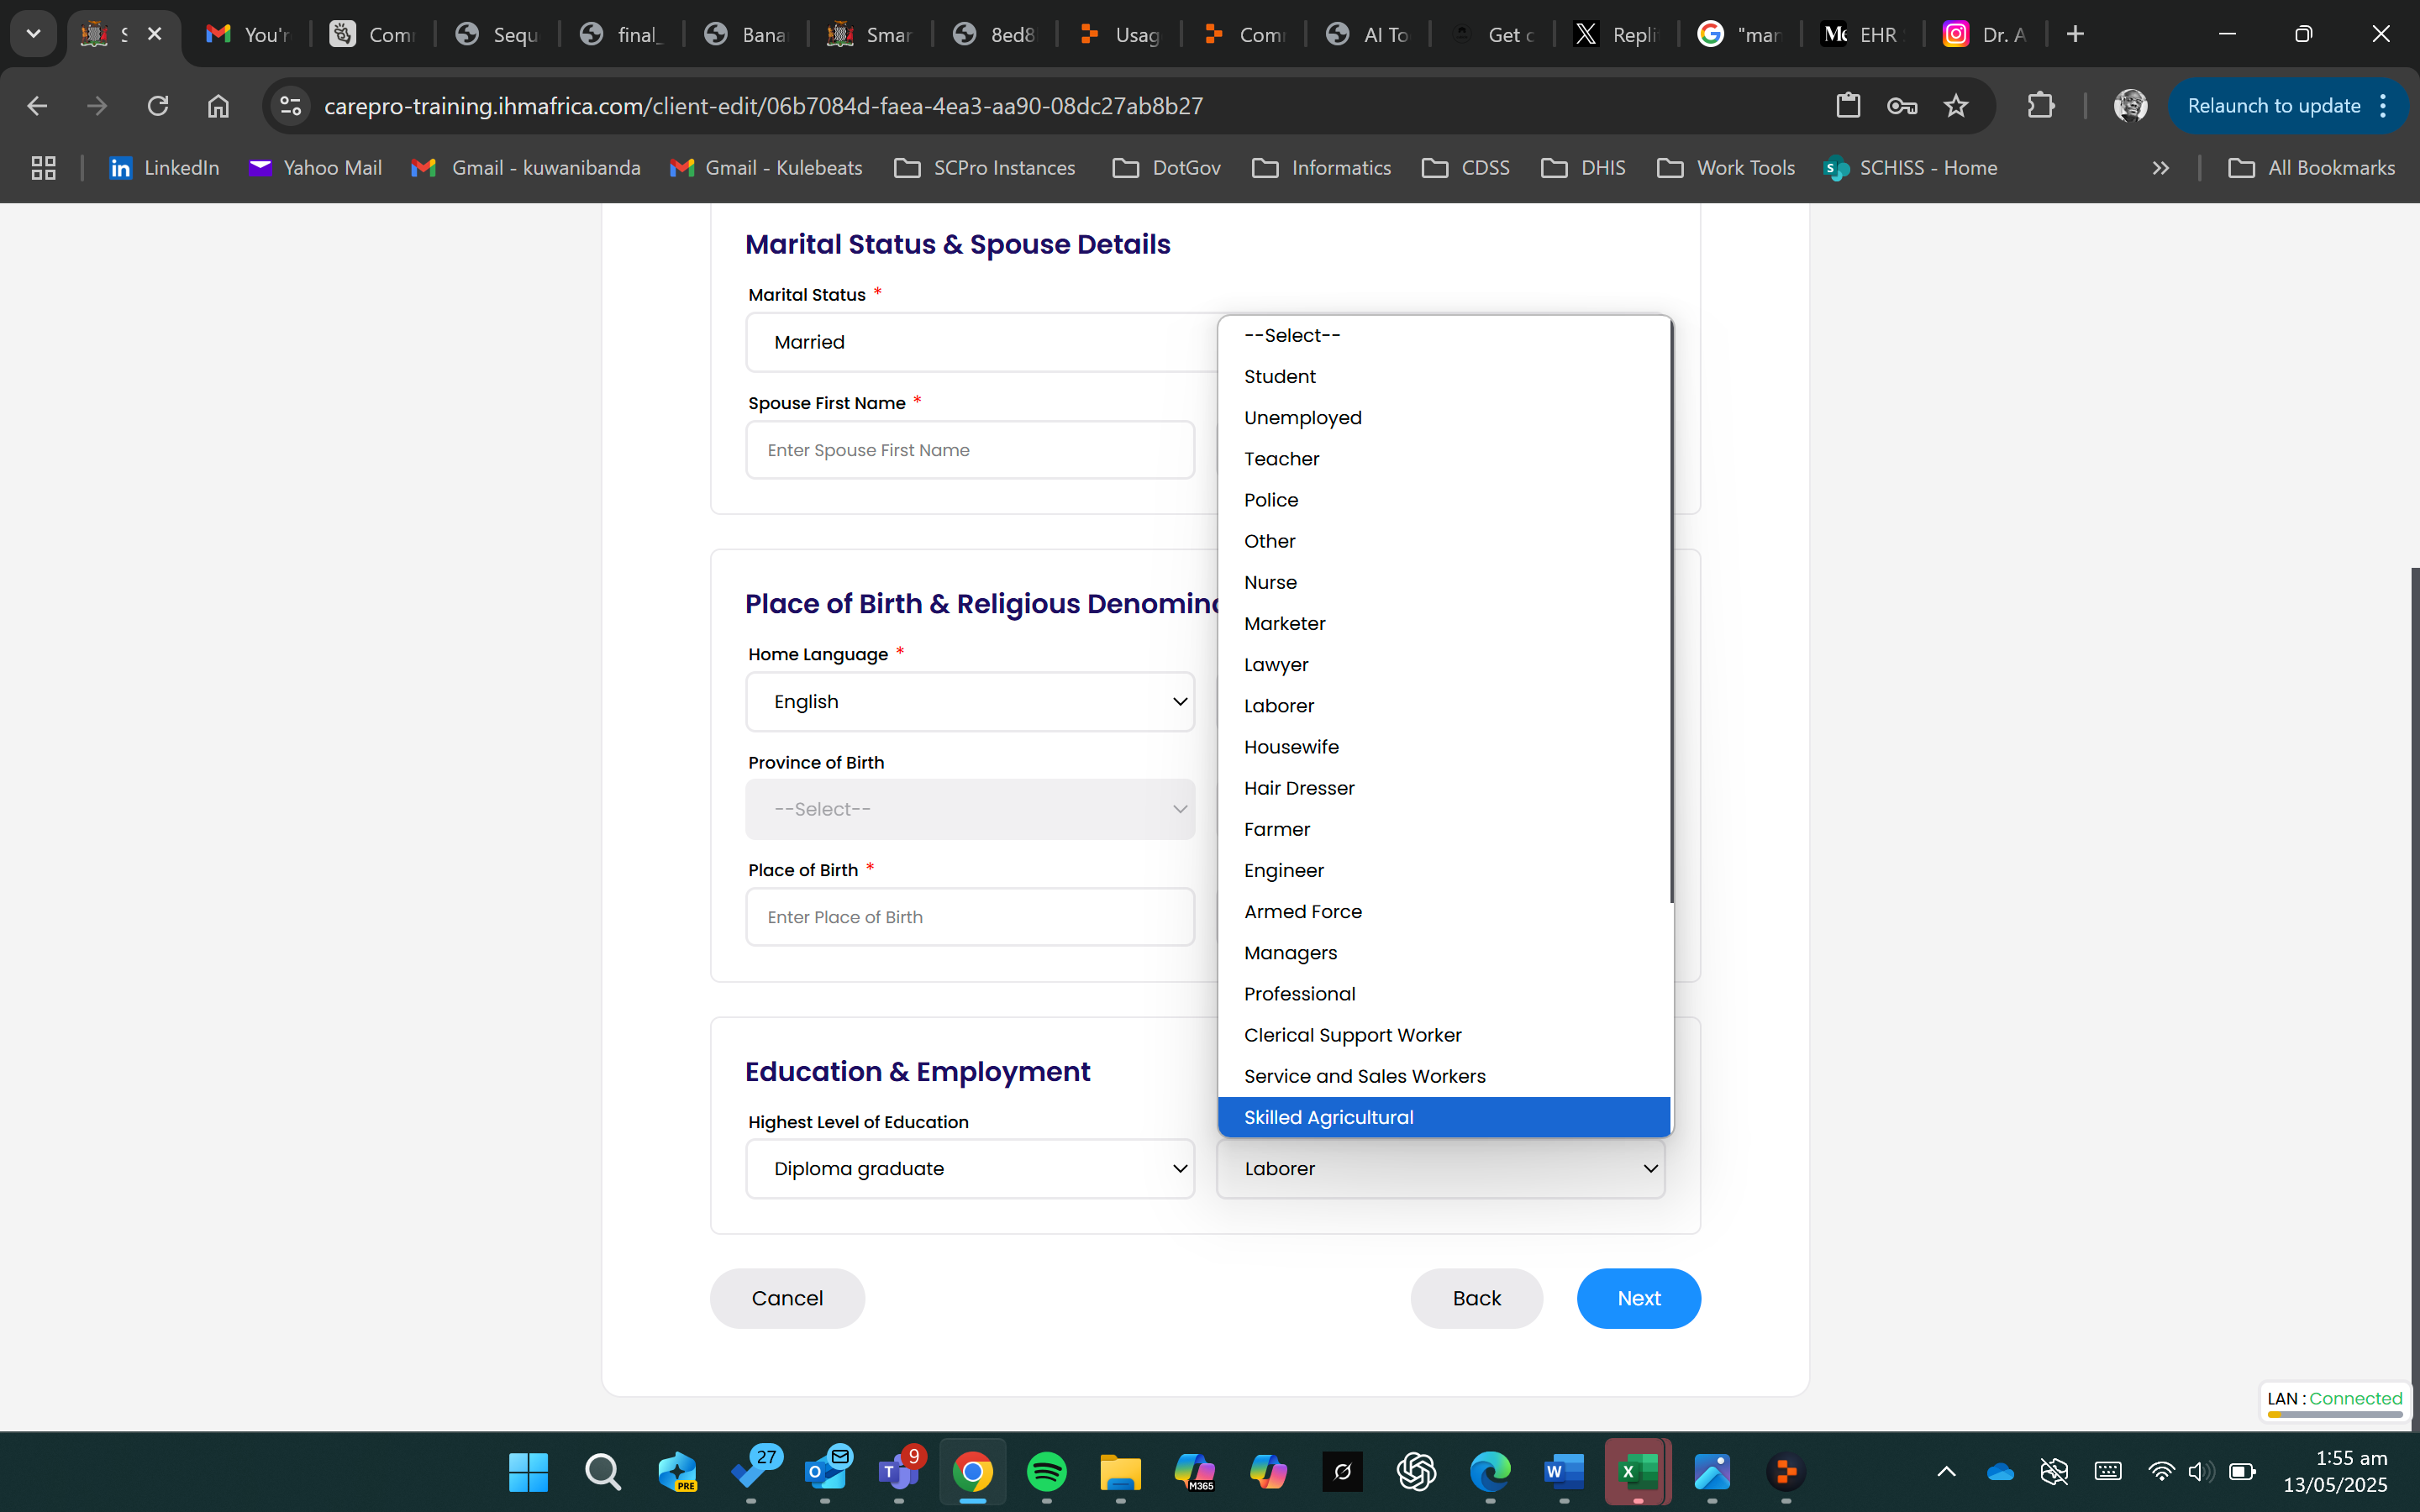 S
You'r
Comr
Sequ
final_
Bana
Smar
8ed8
Usag
Comr
AI To
Get c
Repli
"mar
EHR
Dr. A
carepro-training.ihmafrica.com/client-edit/06b7084d-faea-4ea3-aa90-08dc27ab8b27
Relaunch to update
LinkedIn
Yahoo Mail
Gmail - kuwanibanda
Gmail - Kulebeats
SCPro Instances
DotGov
Informatics
CDSS
DHIS
Work Tools
SCHISS - Home
All Bookmarks
Marital Status & Spouse Details
Marital Status *
Married
Spouse First Name *
Enter Spouse First Name
Place of Birth & Religious Denomino
Home Language *
English
Province of Birth
--Select--
Place of Birth *
Enter Place of Birth
--Select--
Student
Unemployed
Teacher
Police
Other
Nurse
Marketer
Lawyer
Laborer
Housewife
Hair Dresser
Farmer
Engineer
Armed Force
Managers
Professional
Clerical Support Worker
Service and Sales Workers
Skilled Agricultural
Education & Employment
Highest Level of Education
Diploma graduate
Laborer
Cancel
Back
Next
LAN : Connected
PRE
27
9
M365
1:55 am
13/05/2025